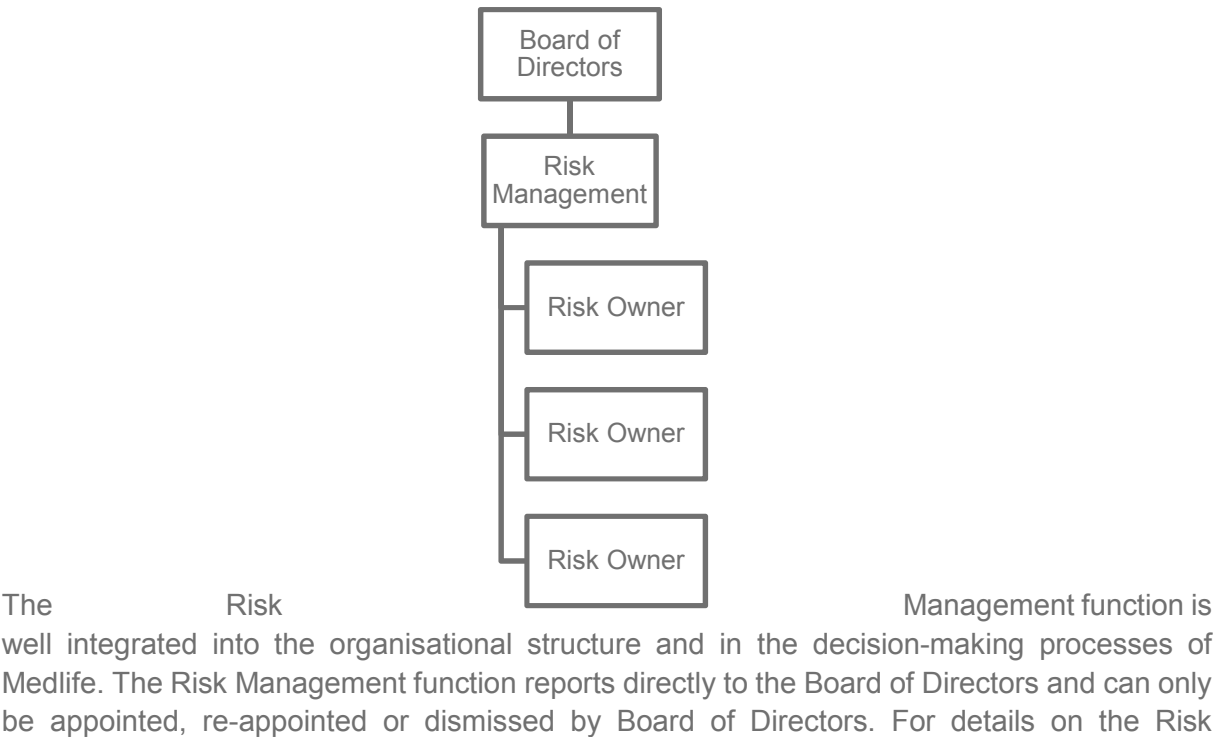 Board of
Directors
Risk
Management
Risk Owner
Risk Owner
Risk Owner
The Risk Management function is
well integrated into the organisational structure and in the decision-making processes of
Medlife. The Risk Management function reports directly to the Board of Directors and can only
be appointed, re-appointed or dismissed by Board of Directors. For details on the Risk